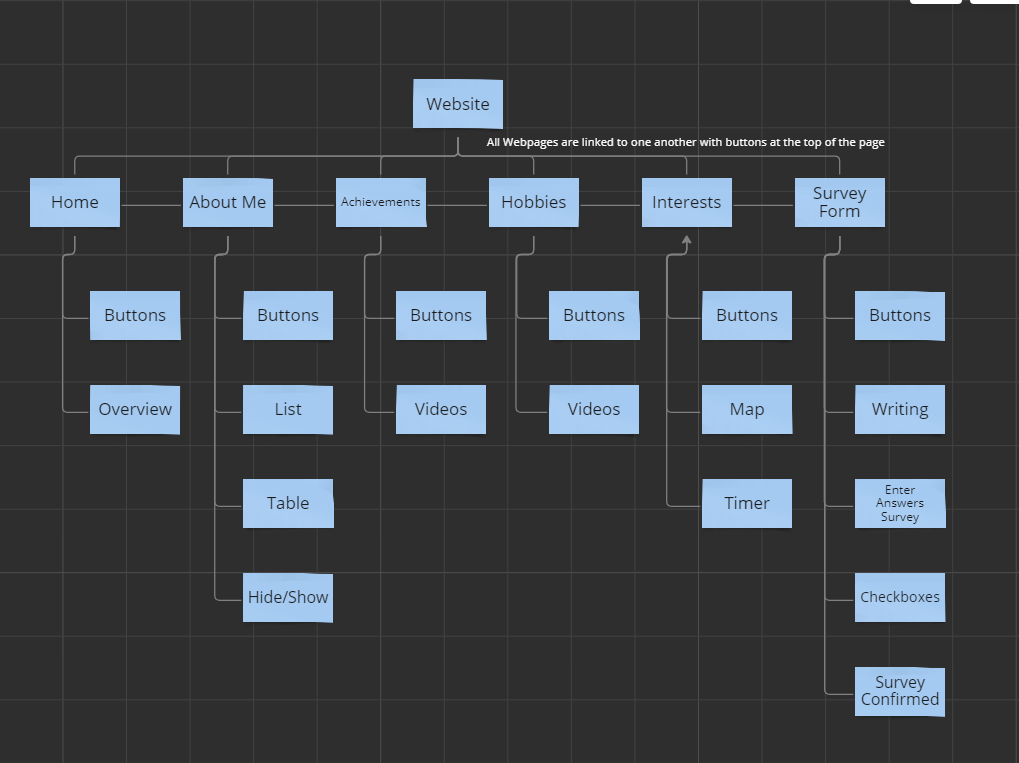 Website
All Webpages are linked to one another with buttons at the top of the page
Home
About Me
Achievements
Hobbies
Interests
Survey
Form
Buttons
Buttons
Buttons
Buttons
Buttons
Buttons
Overview
List
Videos
Videos
Map
Writing
Table
Timer
Enter
Answers
Survey
Hide/Show
Checkboxes
Survey
Confirmed